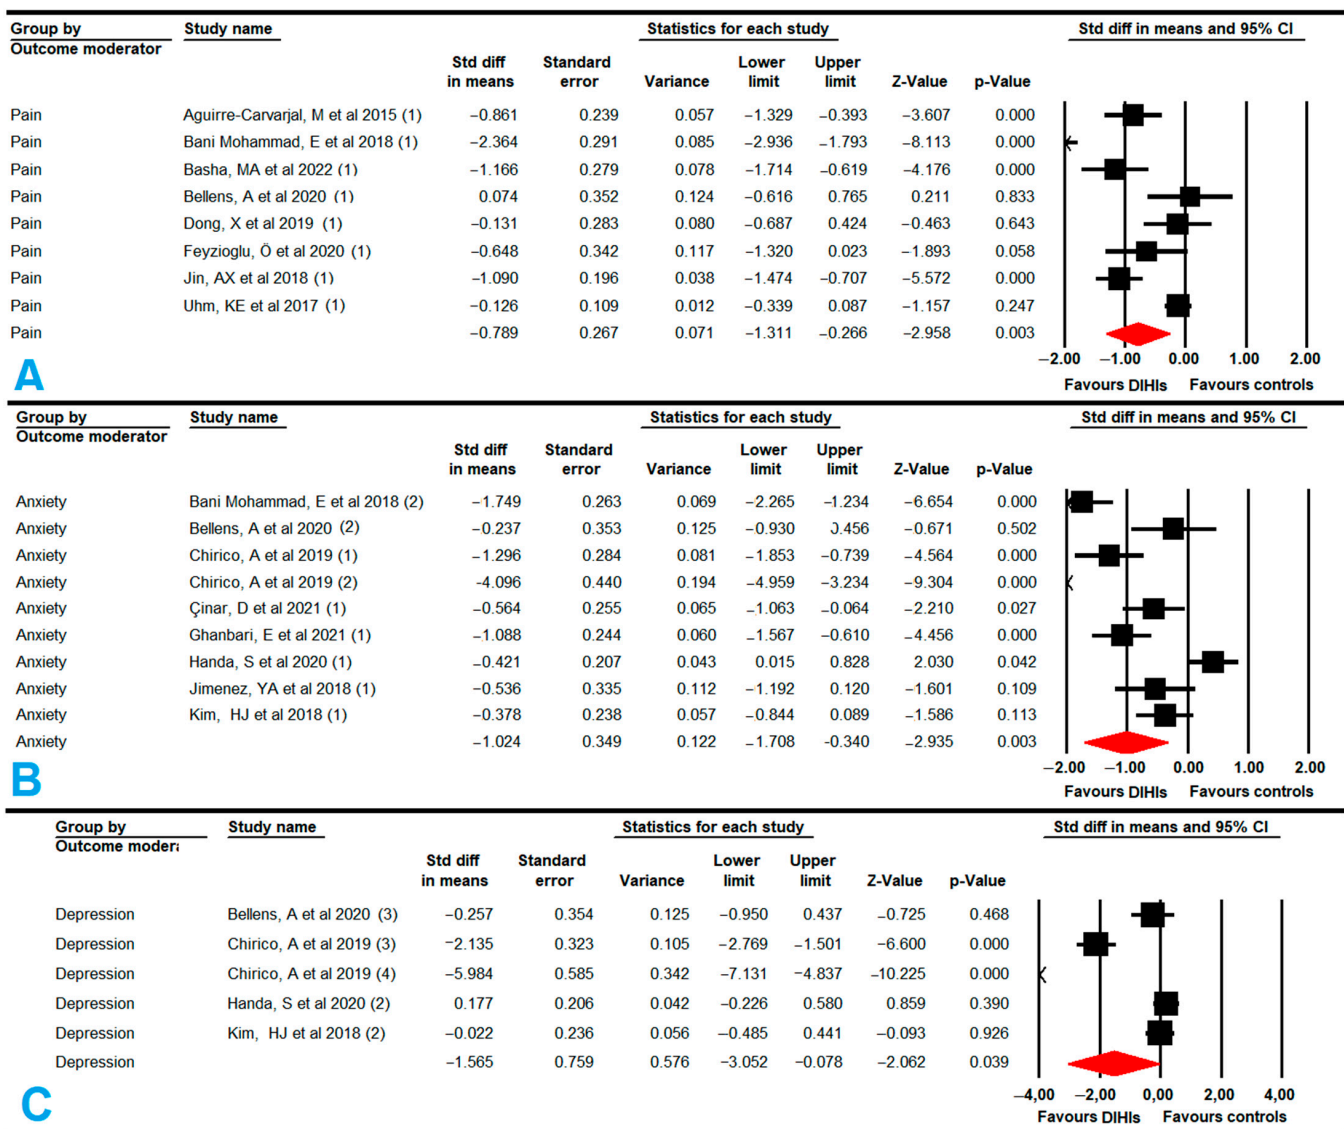 Group by Study name Statistics for each study Std diff in means and 95% CI
Outcome moderator
Std diff Standard Lower Upper
in means error Variance limit limit Z-Value p-Value
Pain Aguirre-Carvarjal, M et al 2015 (1) −0.861 0.239 0.057 −1.329 −0.393 −3.607 0.000
Pain Bani Mohammad, E et al 2018 (1) −2.364 0.291 0.085 −2.936 −1.793 −8.113 0.000
Pain Basha, MA et al 2022 (1) −1.166 0.279 0.078 −1.714 −0.619 −4.176 0.000
Pain Bellens, A et al 2020 (1) 0.074 0.352 0.124 −0.616 0.765 0.211 0.833
Pain Dong, X et al 2019 (1) −0.131 0.283 0.080 −0.687 0.424 −0.463 0.643
Pain Feyzioglu, Ö et al 2020 (1) −0.648 0.342 0.117 −1.320 0.023 −1.893 0.058
Pain Jin, AX et al 2018 (1) −1.090 0.196 0.038 −1.474 −0.707 −5.572 0.000
Pain Uhm, KE et al 2017 (1) −0.126 0.109 0.012 −0.339 0.087 −1.157 0.247
Pain −0.789 0.267 0.071 −1.311 −0.266 −2.958 0.003
−2.00 −1.00 0.00 1.00 2.00
A Favours DIHIs Favours controls
Group by Study name Statistics for each study Std diff in means and 95% CI
Outcome moderator
Std diff Standard Lower Upper
in means error Variance limit limit Z-Value p-Value
Anxiety Bani Mohammad, E et al 2018 (2) −1.749 0.263 0.069 −2.265 −1.234 −6.654 0.000
Anxiety Bellens, A et al 2020 (2) −0.237 0.353 0.125 −0.930 0.456 −0.671 0.502
Anxiety Chirico, A et al 2019 (1) −1.296 0.284 0.081 −1.853 −0.739 −4.564 0.000
Anxiety Chirico, A et al 2019 (2) -4.096 0.440 0.194 −4.959 −3.234 −9.304 0.000
Anxiety Çinar, D et al 2021 (1) −0.564 0.255 0.065 −1.063 −0.064 −2.210 0.027
Anxiety Ghanbari, E et al 2021 (1) −1.088 0.244 0.060 −1.567 −0.610 −4.456 0.000
Anxiety Handa, S et al 2020 (1) −0.421 0.207 0.043 0.015 0.828 2.030 0.042
Anxiety Jimenez, YA et al 2018 (1) −0.536 0.335 0.112 −1.192 0.120 −1.601 0.109
Anxiety Kim, HJ et al 2018 (1) −0.378 0.238 0.057 −0.844 0.089 −1.586 0.113
Anxiety −1.024 0.349 0.122 −1.708 -0.340 −2.935 0.003
−2.00 −1.00 0.00 1.00 2.00
B Favours DIHIs Favours controls
Group by Study name Statistics for each study Std diff in means and 95% CI
Outcome modera
Std diff Standard Lower Upper
in means error Variance limit limit Z-Value p-Value
Depression Bellens, A et al 2020 (3) −0.257 0.354 0.125 −0.950 0.437 −0.725 0.468
Depression Chirico, A et al 2019 (3) −2.135 0.323 0.105 −2.769 −1.501 −6.600 0.000
Depression Chirico, A et al 2019 (4) −5.984 0.585 0.342 −7.131 −4.837 −10.225 0.000
Depression Handa, S et al 2020 (2) 0.177 0.206 0.042 −0.226 0.580 0.859 0.390
Depression Kim, HJ et al 2018 (2) −0.022 0.236 0.056 −0.485 0.441 −0.093 0.926
Depression −1.565 0.759 0.576 −3.052 −0.078 −2.062 0.039
−4,00 −2,00 0,00 2,00 4,00
C Favours DIHIs Favours controls